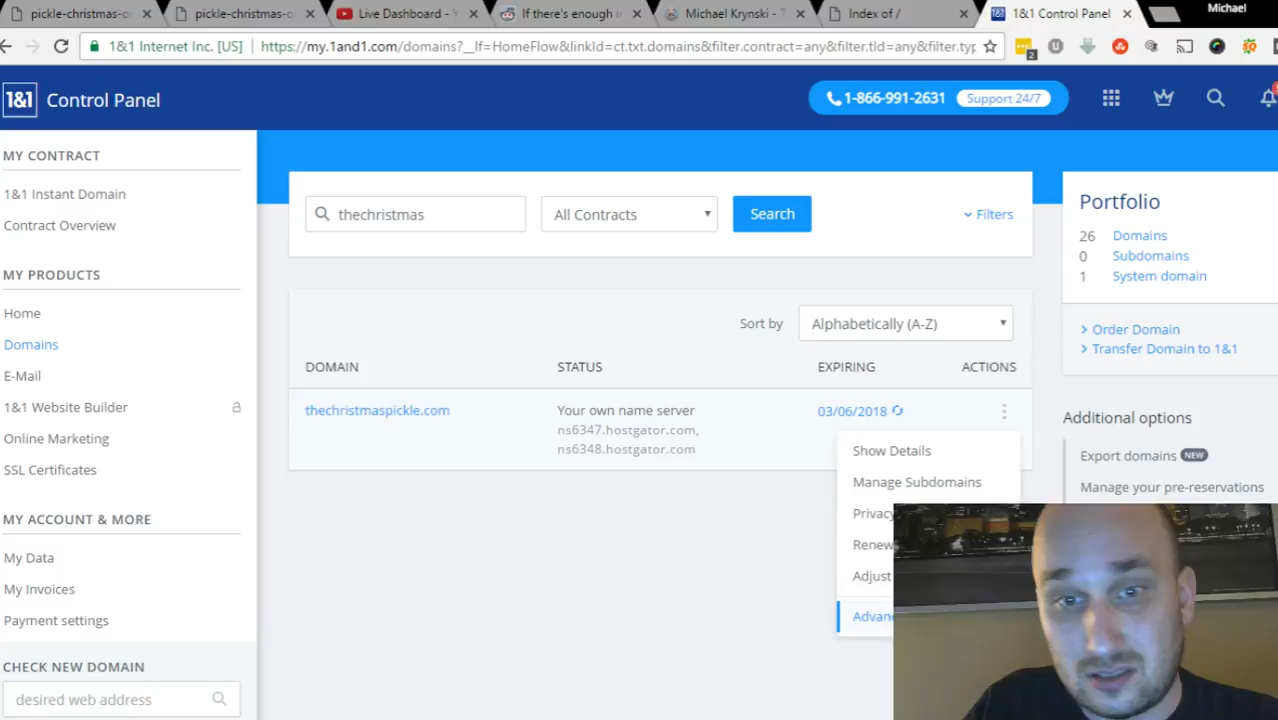 pickle-christmas-o
pickle-christmas-o
Live Dashboard -
If there's enough i
Michael Krynski -
Index of /
1&1 Control Panel
Michael
1&1 Internet Inc. [US]
https://my.1and1.com/domains?__lf=HomeFlow&linkId=ct.txt.domains&filter.contract=any&filter.tld=any&filter.typ
2
1&1
Control Panel
1-866-991-2631
Support 24/7
MY CONTRACT
1&1 Instant Domain
Contract Overview
MY PRODUCTS
Home
Domains
E-Mail
1&1 Website Builder
Online Marketing
SSL Certificates
MY ACCOUNT & MORE
My Data
My Invoices
Payment settings
CHECK NEW DOMAIN
desired web address
thechristmas
All Contracts
Search
Filters
Sort by
Alphabetically (A-Z)
DOMAIN STATUS EXPIRING ACTIONS
thechristmaspickle.com
Your own name server
ns6347.hostgator.com,
ns6348.hostgator.com
03/06/2018
Show Details
Manage Subdomains
Privacy
Renew
Adjust
Advan
Portfolio
26 Domains
0 Subdomains
1 System domain
Order Domain
Transfer Domain to 1&1
Additional options
Export domains NEW
Manage your pre-reservations